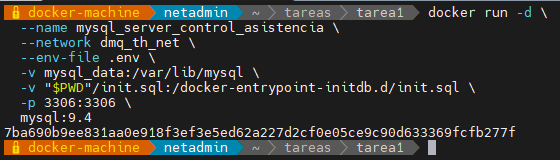 docker-machine netadmin ~ tareas tarea1 docker run -d \
--name mysql_server_control_asistencia \
--network dmq_th_net \
--env-file .env \
-v mysql_data:/var/lib/mysql \
-v "$PWD"/init.sql:/docker-entrypoint-initdb.d/init.sql \
-p 3306:3306 \
mysql:9.4
7ba690b9ee831aa0e918f3ef3e5ed62a227d2cf0e05ce9c90d633369fcfb277f
docker-machine netadmin ~ tareas tarea1